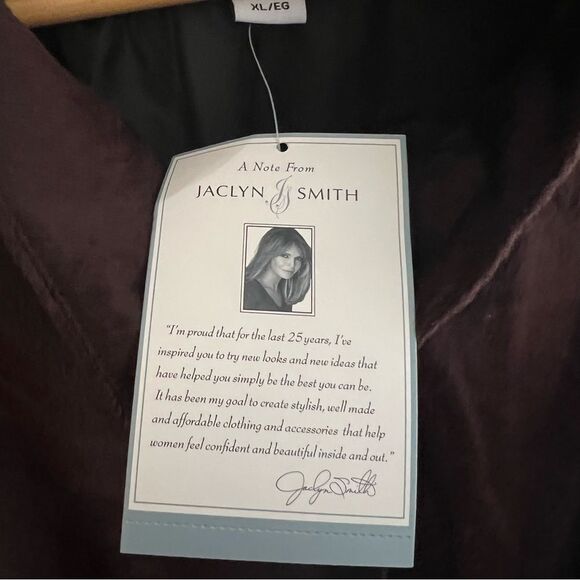 XL/EG
A Note From
JACLYN JS SMITH
"I'm proud that for the last 25 years, I've
inspired you to try new looks and new ideas that
have helped you simply be the best you can be.
It has been my goal to create stylish, well made
and affordable clothing and accessories that help
women feel confident and beautiful inside and out."
Jaclyn Smith